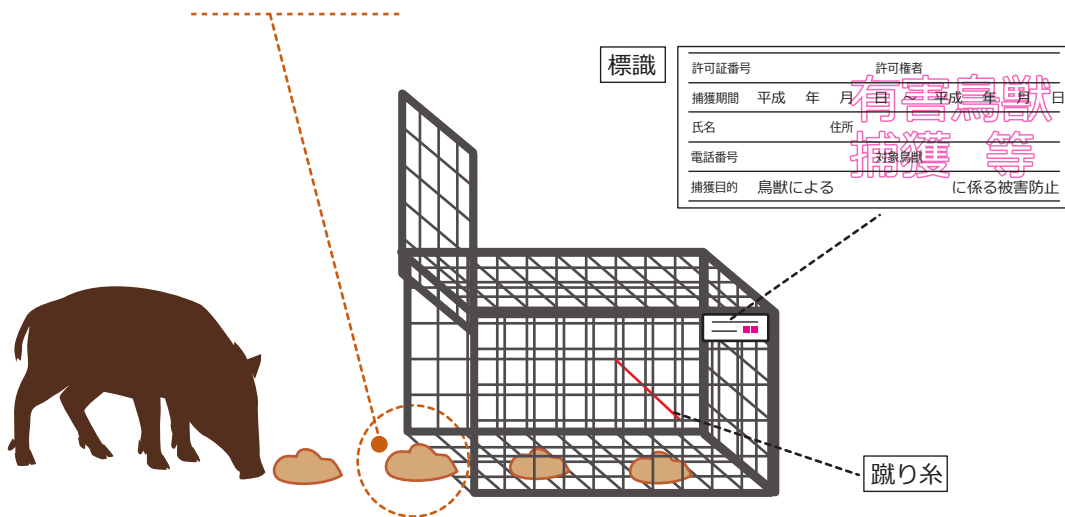 標識
許可証番号 許可権者
捕獲期間 平成 年 月 日 ~ 平成 年 月 日
氏名 住所
電話番号 対象鳥獣
捕獲目的 鳥獣による に係る被害防止
有害鳥獣
捕獲 等
蹴り糸